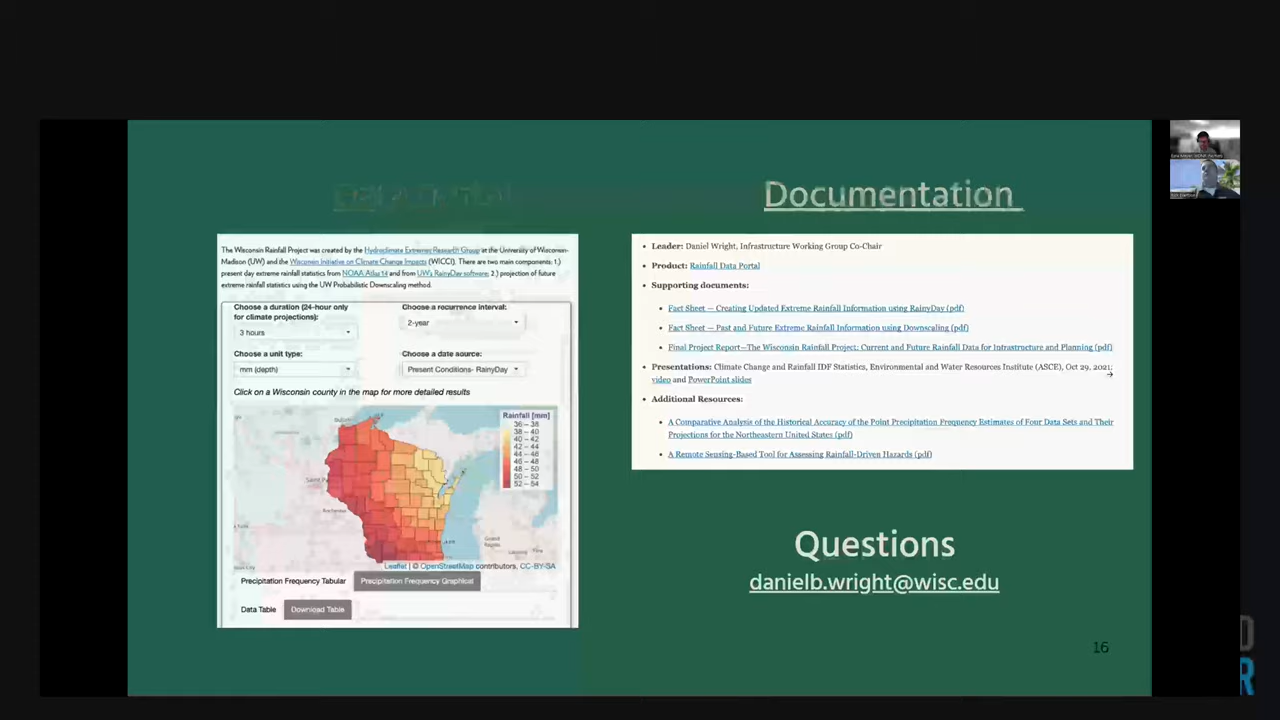 The Wisconsin Rainfall Project was created by the Hydroclimate Extremes Research Group at the University of Wisconsin-
Madison (UW) and the Wisconsin Initiative on Climate Change Impacts (WICCI). There are two main components: 1.)
present day extreme rainfall statistics from NOAA Atlas 14 and from UW's RainyDay software; 2.) projection of future
extreme rainfall statistics using the UW Probabilistic Downscaling method.
Choose a duration (24-hour only
for climate projections):
3 hours
Choose a recurrence interval:
2-year
Choose a unit type:
mm (depth)
Choose a date source:
Present Conditions- RainyDay
Click on a Wisconsin county in the map for more detailed results
Rainfall [mm]
36 – 38
38 – 40
40 – 42
42 – 44
44 – 46
46 – 48
48 – 50
50 – 52
52 – 54
Duluth
Rochester
Grand
Rapids
Lansing
Leaflet | © OpenStreetMap contributors, CC-BY-SA
Precipitation Frequency Tabular
Precipitation Frequency Graphical
Data Table
Download Table
Documentation
• Leader: Daniel Wright, Infrastructure Working Group Co-Chair
• Product: Rainfall Data Portal
• Supporting documents:
• Fact Sheet — Creating Updated Extreme Rainfall Information using RainyDay (pdf)
• Fact Sheet — Past and Future Extreme Rainfall Information using Downscaling (pdf)
• Final Project Report—The Wisconsin Rainfall Project: Current and Future Rainfall Data for Infrastructure and Planning (pdf)
• Presentations: Climate Change and Rainfall IDF Statistics, Environmental and Water Resources Institute (ASCE), Oct 29, 2021:
video and PowerPoint slides
• Additional Resources:
• A Comparative Analysis of the Historical Accuracy of the Point Precipitation Frequency Estimates of Four Data Sets and Their
Projections for the Northeastern United States (pdf)
• A Remote Sensing-Based Tool for Assessing Rainfall-Driven Hazards (pdf)
Questions
danielb.wright@wisc.edu
16
D
R